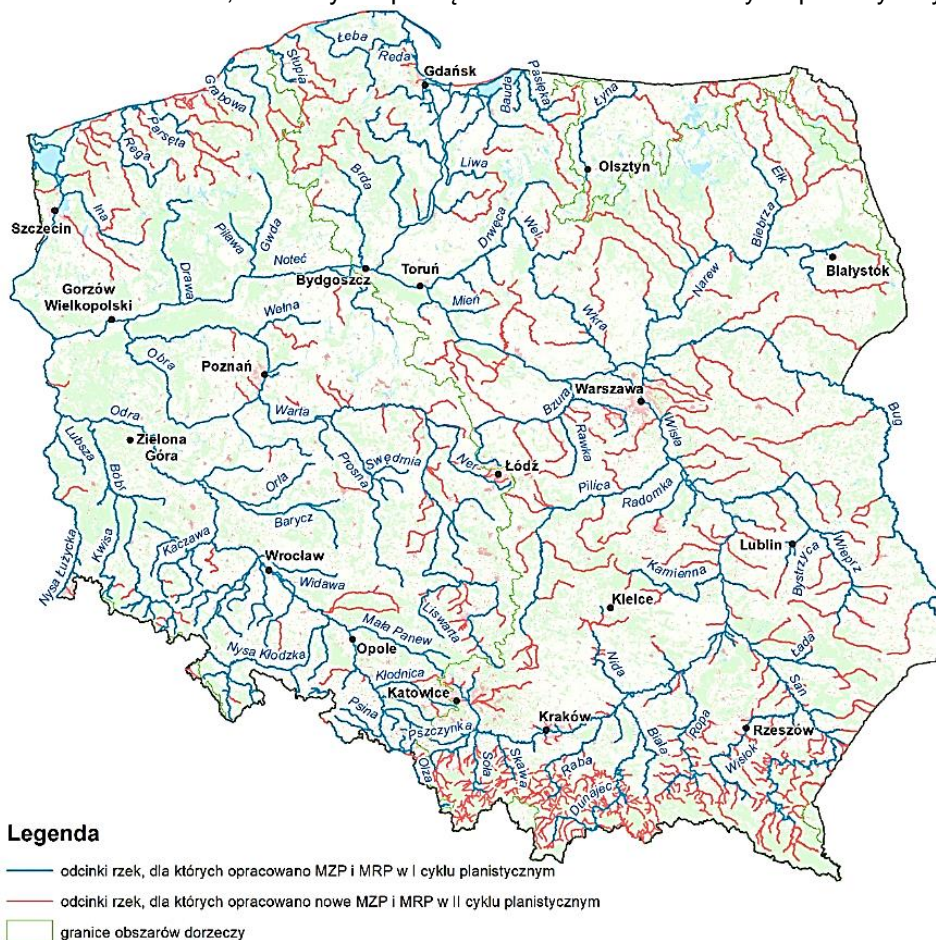 Łeba
Reda
Słupia
Gdańsk
Grabowa
Bauda
Pasłęka
Łyna
Parsęta
Rega
Liwa
Olsztyn
Brda
Ełk
Szczecin
Ina
Piława
Gwda
Drwęca
Wel
Biebrza
Drawa
Noteć
Toruń
Białystok
Bydgoszcz
Narew
Gorzów
Wielkopolski
Mień
Wełna
Wkra
Obra
Poznań
Warszawa
Bzura
Warta
Bug
Odra
Wisła
Lubsza
Zielona
Góra
Rawka
Bóbr
Prosna
Swędrnia
Ner
Łódź
Orla
Pilica
Radomka
Barycz
Nysa Łużycka
Kwisa
Kaczawa
Lublin
Bystrzyca
Wieprz
Wrocław
Kamienna
Widawa
Kielce
Liswarta
Mała Panew
Opole
Nysa Kłodzka
Nida
Łada
Kłodnica
San
Katowice
Psina
Kraków
Pszczynka
Biała
Ropa
Rzeszów
Wisłok
Olza
Soła
Skawa
Raba
Dunajec
Legenda
odcinki rzek, dla których opracowano MZP i MRP w I cyklu planistycznym
odcinki rzek, dla których opracowano nowe MZP i MRP w II cyklu planistycznym
granice obszarów dorzeczy